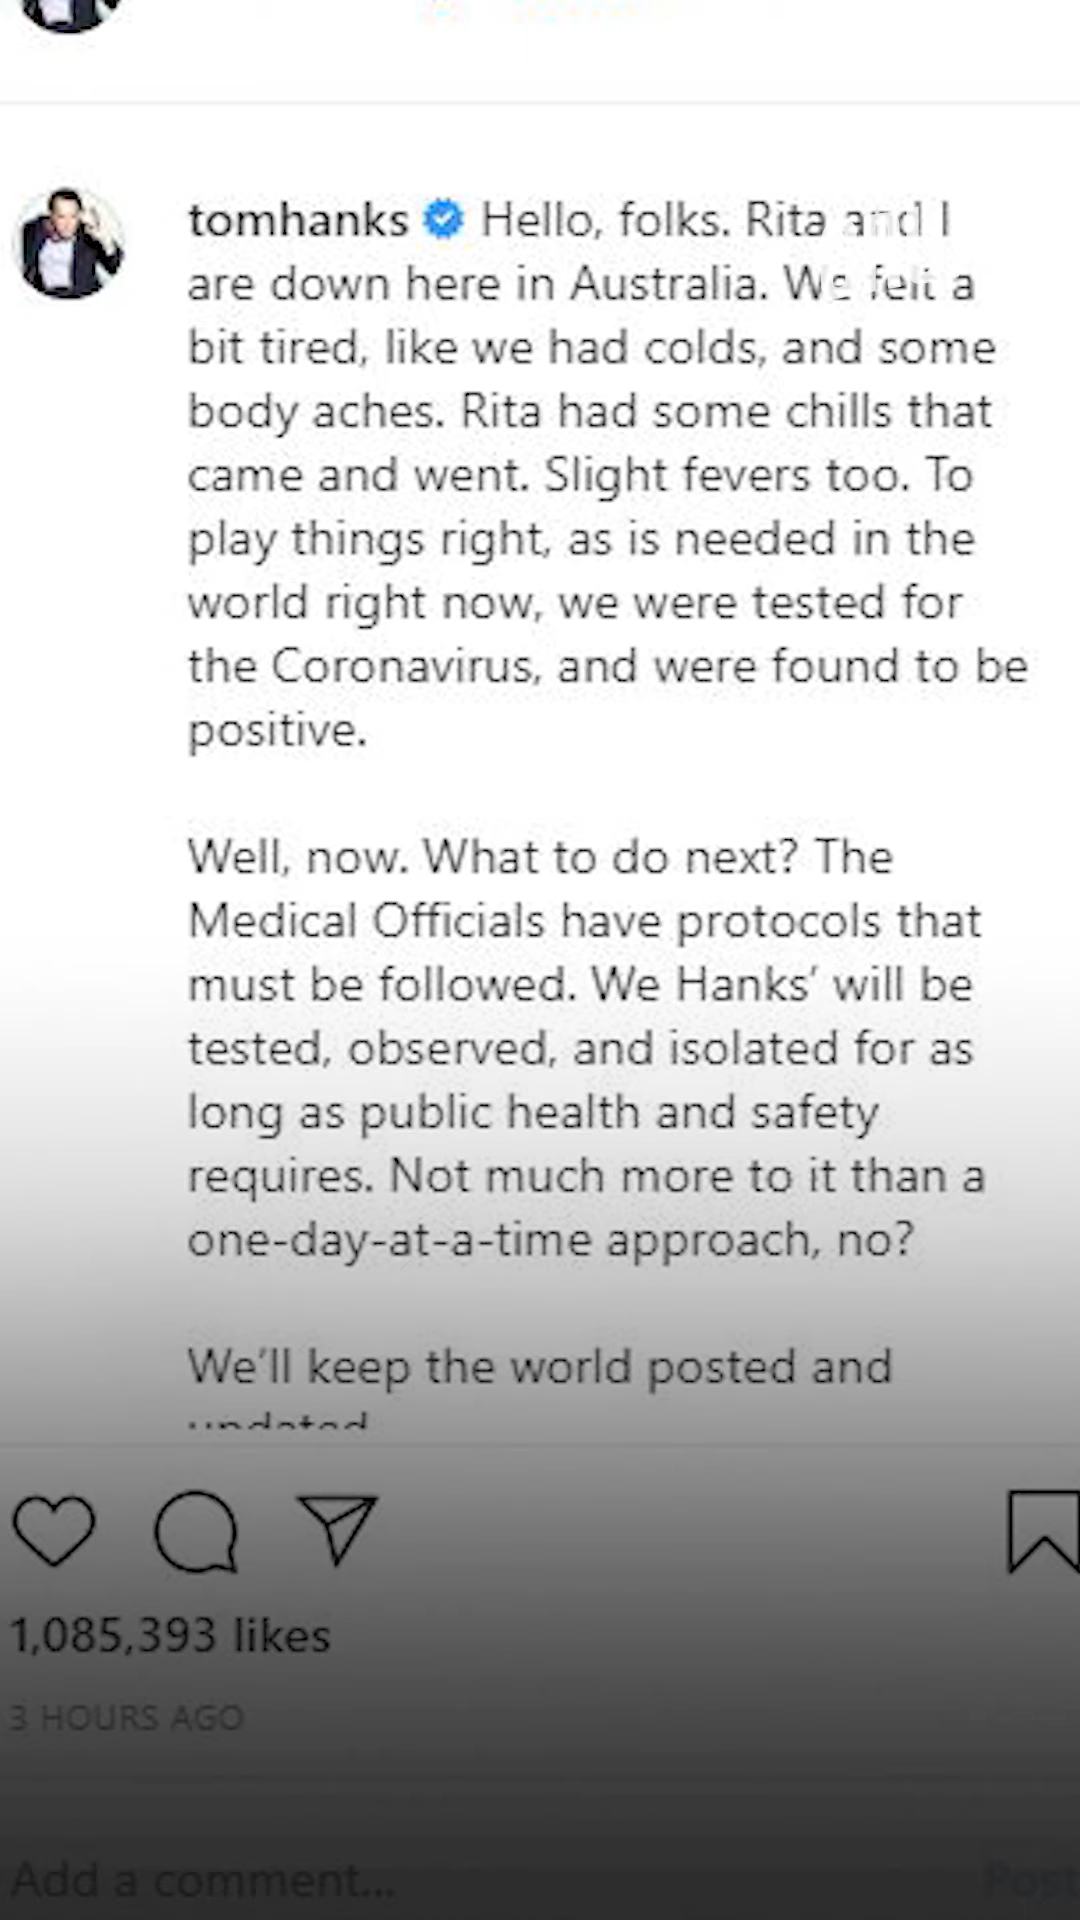 tomhanks Hello, folks. Rita and I
are down here in Australia. We felt a
bit tired, like we had colds, and some
body aches. Rita had some chills that
came and went. Slight fevers too. To
play things right, as is needed in the
world right now, we were tested for
the Coronavirus, and were found to be
positive.
Well, now. What to do next? The
Medical Officials have protocols that
must be followed. We Hanks’ will be
tested, observed, and isolated for as
long as public health and safety
requires. Not much more to it than a
one-day-at-a-time approach, no?
We’ll keep the world posted and
updated
1,085,393 likes
3 HOURS AGO
Add a comment...
Post